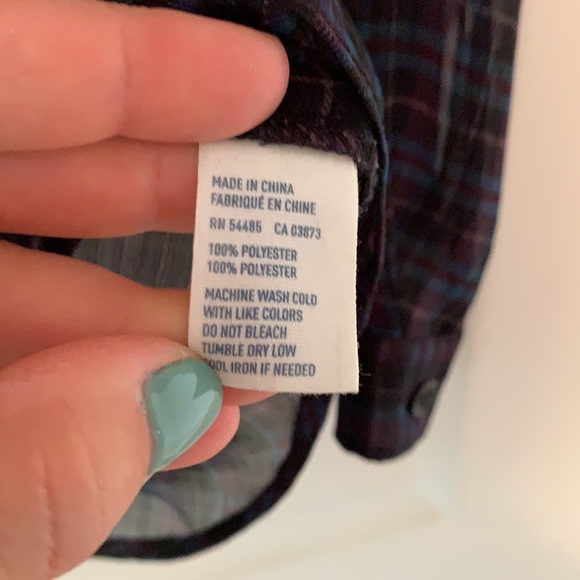 MADE IN CHINA
FABRIQUÉ EN CHINE
RN 54485 CA 03873
100% POLYESTER
100% POLYESTER
MACHINE WASH COLD
WITH LIKE COLORS
DO NOT BLEACH
TUMBLE DRY LOW
OOL IRON IF NEEDED